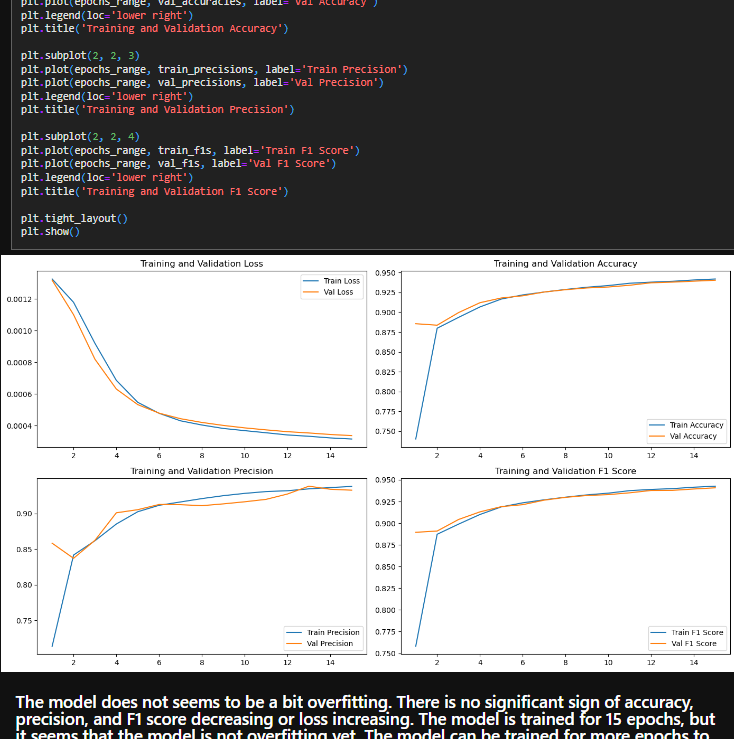 plt.plot(epochs_range, val_accuracies, label='Val Accuracy')
plt.legend(loc='lower right')
plt.title('Training and Validation Accuracy')
plt.subplot(2, 2, 3)
plt.plot(epochs_range, train_precisions, label='Train Precision')
plt.plot(epochs_range, val_precisions, label='Val Precision')
plt.legend(loc='lower right')
plt.title('Training and Validation Precision')
plt.subplot(2, 2, 4)
plt.plot(epochs_range, train_f1s, label='Train F1 Score')
plt.plot(epochs_range, val_f1s, label='Val F1 Score')
plt.legend(loc='lower right')
plt.title('Training and Validation F1 Score')
plt.tight_layout()
plt.show()
Training and Validation Loss
Train Loss
Val Loss
0.0012
0.0010
0.0008
0.0006
0.0004
2 4 6 8 10 12 14
Training and Validation Accuracy
0.950
0.925
0.900
0.875
0.850
0.825
0.800
0.775
0.750
Train Accuracy
Val Accuracy
2 4 6 8 10 12 14
Training and Validation Precision
0.90
0.85
0.80
0.75
Train Precision
Val Precision
2 4 6 8 10 12 14
Training and Validation F1 Score
0.950
0.925
0.900
0.875
0.850
0.825
0.800
0.775
0.750
Train F1 Score
Val F1 Score
2 4 6 8 10 12 14
The model does not seems to be a bit overfitting. There is no significant sign of accuracy,
precision, and F1 score decreasing or loss increasing. The model is trained for 15 epochs, but
it seems that the model is not overfitting yet. The model can be trained for more epochs to